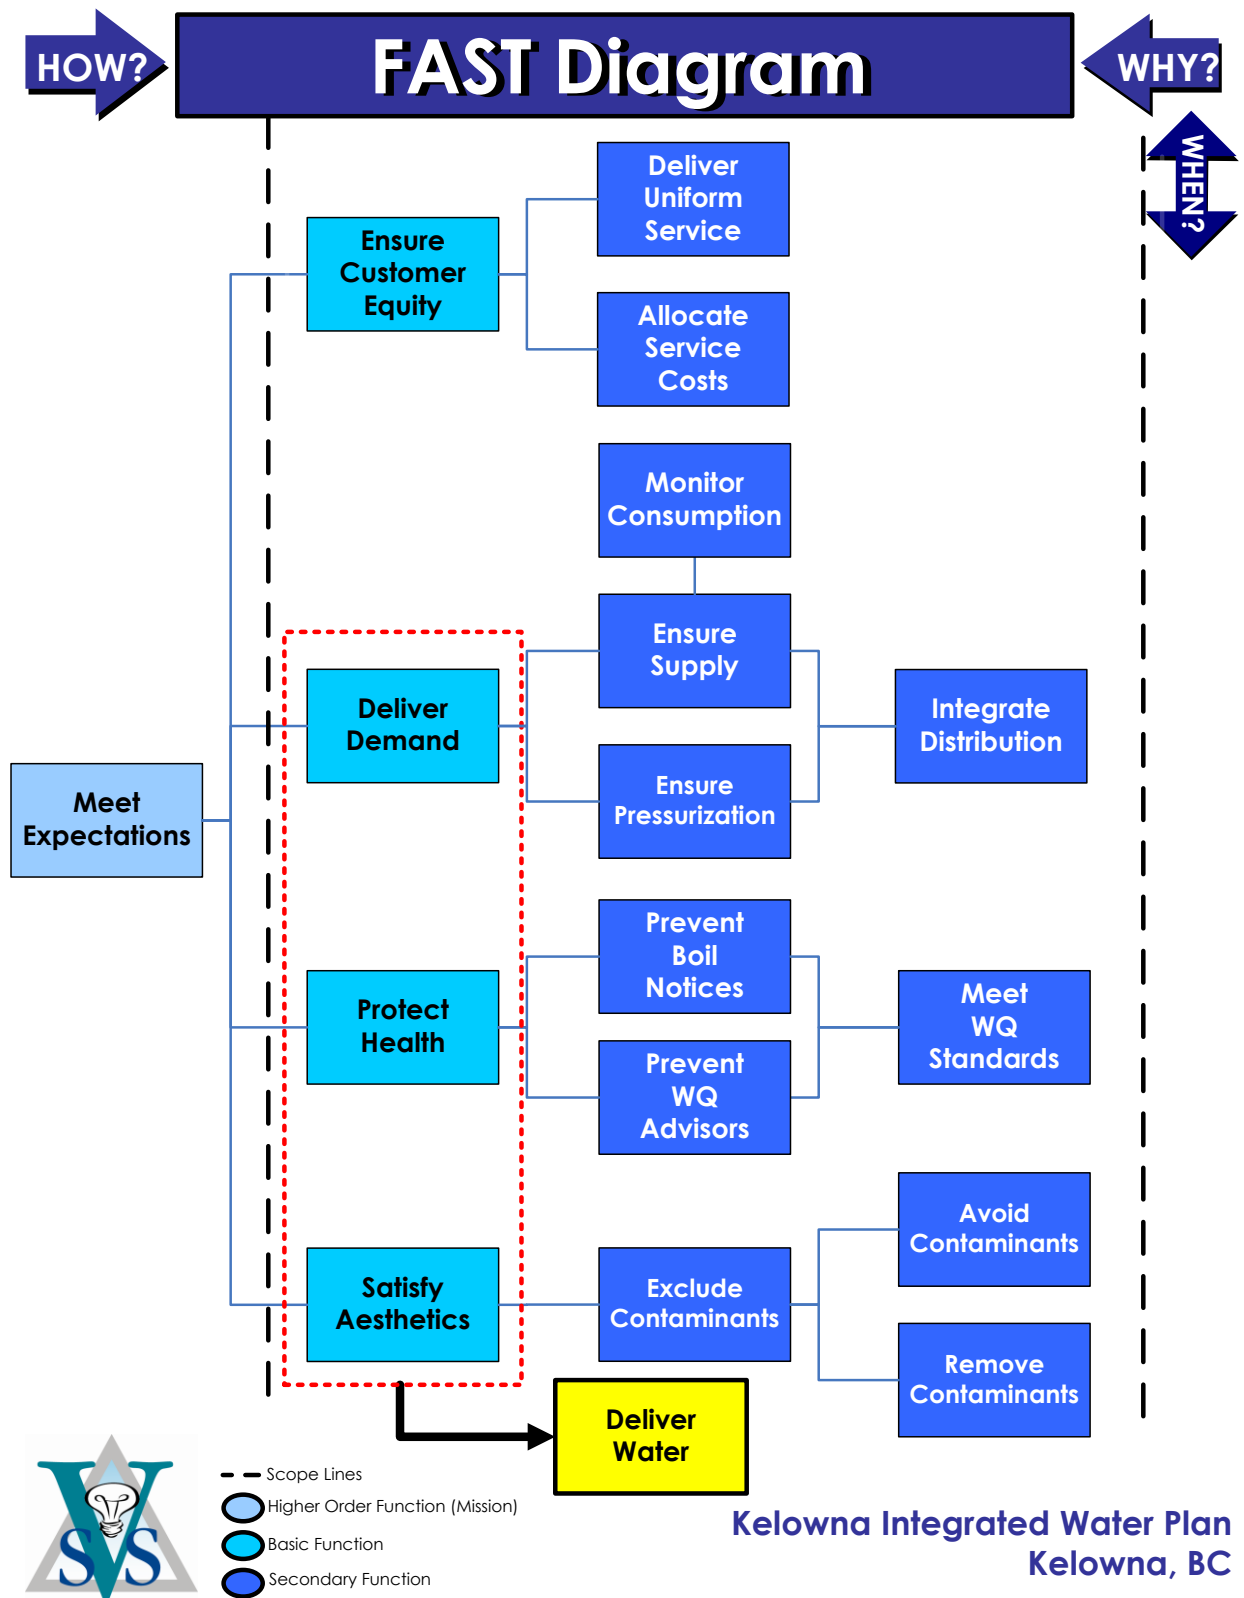 HOW?
FAST Diagram
WHY?
WHEN?
Deliver
Uniform
Service
Ensure
Customer
Equity
Allocate
Service
Costs
Monitor
Consumption
Ensure
Supply
Deliver
Demand
Integrate
Distribution
Ensure
Pressurization
Meet
Expectations
Prevent
Boil
Notices
Protect
Health
Meet
WQ
Standards
Prevent
WQ
Advisors
Avoid
Contaminants
Satisfy
Aesthetics
Exclude
Contaminants
Remove
Contaminants
Deliver
Water
SVS
Scope Lines
Higher Order Function (Mission)
Basic Function
Secondary Function
Kelowna Integrated Water Plan
Kelowna, BC